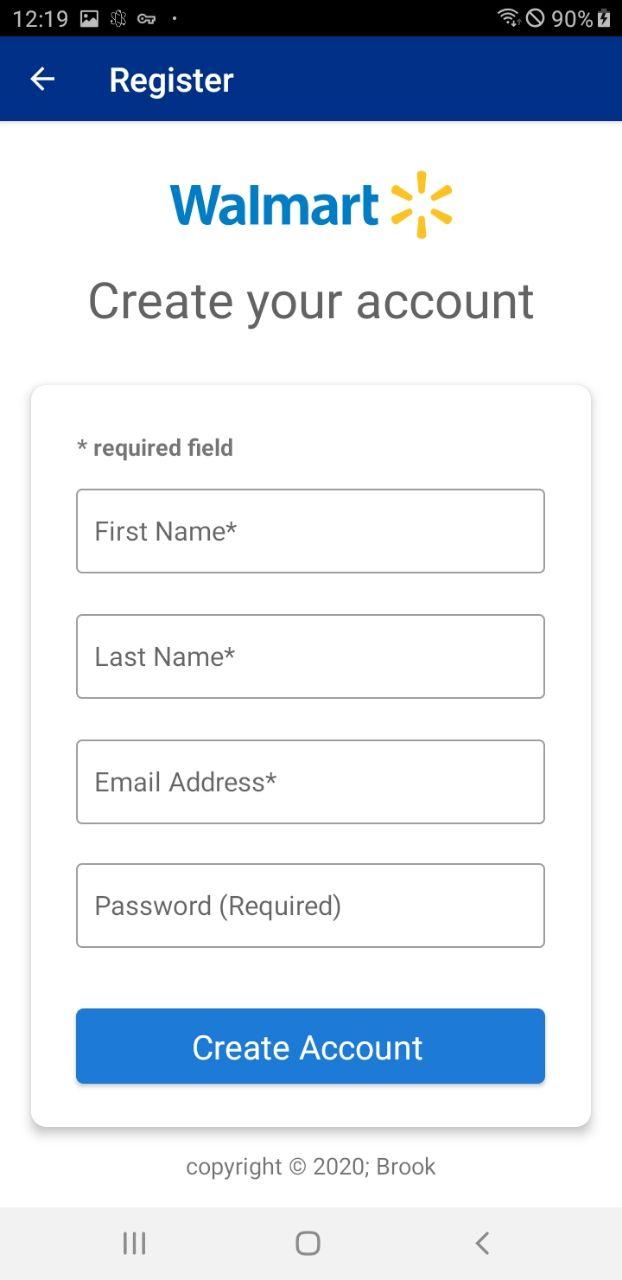 12:19 90%
Register
Walmart
Create your account
* required field
First Name*
Last Name*
Email Address*
Password (Required)
Create Account
copyright © 2020; Brook